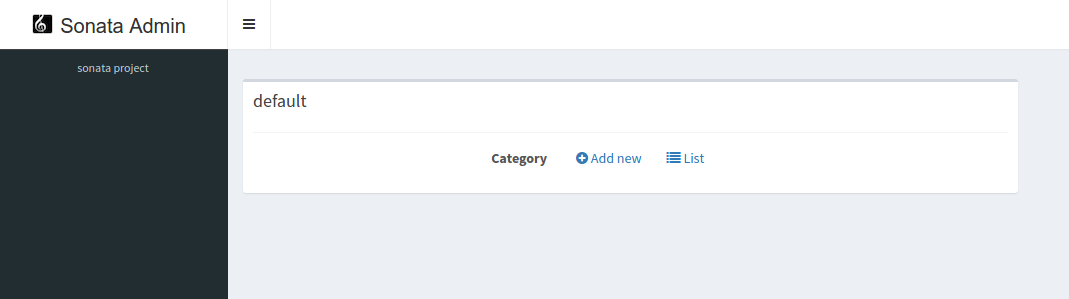 Sonata Admin
sonata project
default
Category Add new List